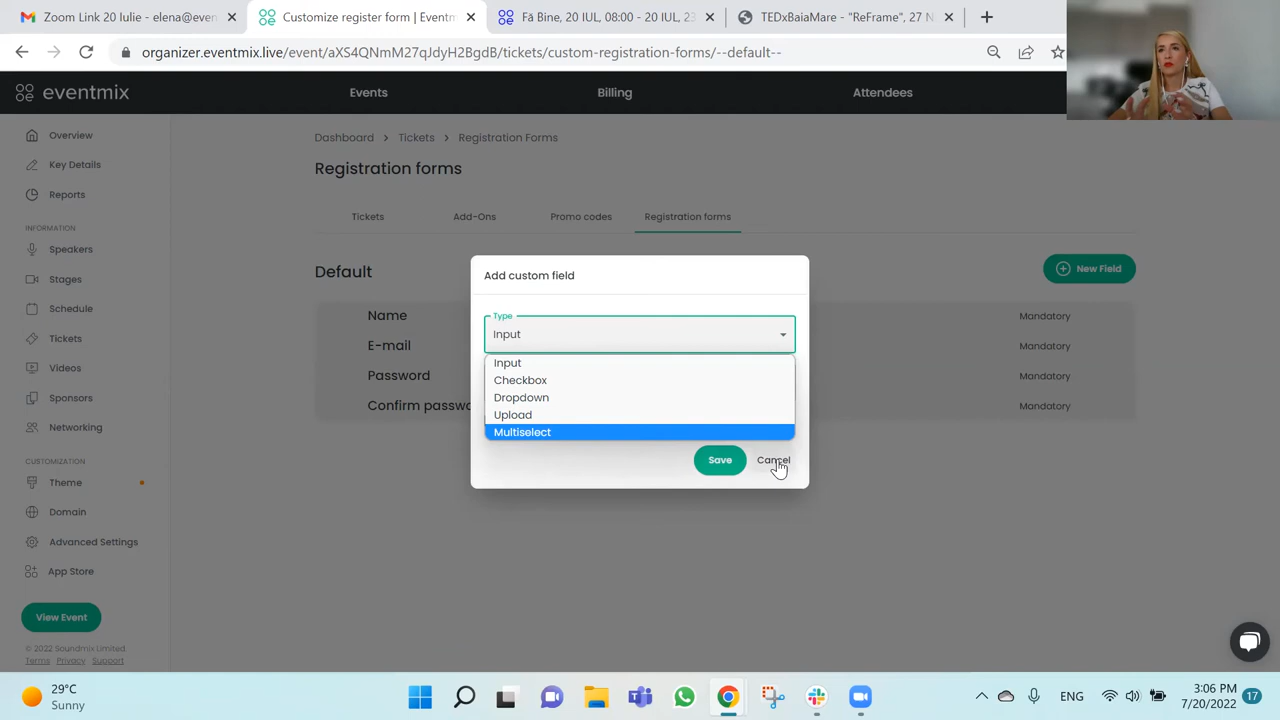 Zoom Link 20 Iulie - elena@even
Customize register form | Eventm
Fă Bine, 20 IUL, 08:00 - 20 IUL, 23
TEDxBaiaMare - "ReFrame", 27 N
organizer.eventmix.live/event/aXS4QNmM27qJdyH2BgdB/tickets/custom-registration-forms/--default--
eventmix
Events
Billing
Attendees
Overview
Key Details
Reports
INFORMATION
Speakers
Stages
Schedule
Tickets
Videos
Sponsors
Networking
CUSTOMIZATION
Theme
Domain
Advanced Settings
App Store
View Event
© 2022 Soundmix Limited
Terms Privacy Support
Dashboard > Tickets > Registration Forms
Registration forms
Tickets
Add-Ons
Promo codes
Registration forms
Default
New Field
Name
Mandatory
E-mail
Mandatory
Password
Mandatory
Confirm passwo
Mandatory
Add custom field
Type
Input
Input
Checkbox
Dropdown
Upload
Multiselect
Save
Cancel
29°C
Sunny
ENG
3:06 PM
7/20/2022
17